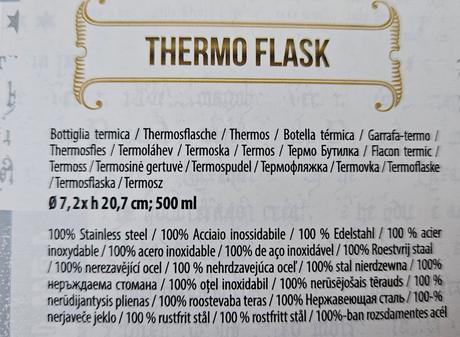 THERMO FLASK
Bottiglia termica / Thermosflasche / Thermos / Botella térmica / Garrafa-termo /
Thermosfles / Termoláhev / Termoska / Termos / Термо Бутилка / Flacon termic /
Termoss / Termosinė gertuvė / Termospudel / Термофляжка / Termovka / Termoflaske
/Termosflaska / Termosz
Ø 7,2x h 20,7 cm; 500 ml
100% Stainless steel / 100% Acciaio inossidabile / 100 % Edelstahl / 100 % acier
inoxydable / 100% acero inoxidable / 100% de aço inoxidável / 100% Roestvrij staal
/ 100% nerezavějící ocel / 100 % nehrdzavejúca oceľ / 100% stal nierdzewna / 100%
неръждаема стомана / 100% oțel inoxidabil / 100% nerūsējošais tērauds / 100 %
nerūdijantysis plienas / 100% roostevaba teras / 100% Нержавеющая сталь / 100-%
nerjaveče jeklo / 100 % rustfrit stål / 100 % rostfritt stål / 100%-ban rozsdamentes acél